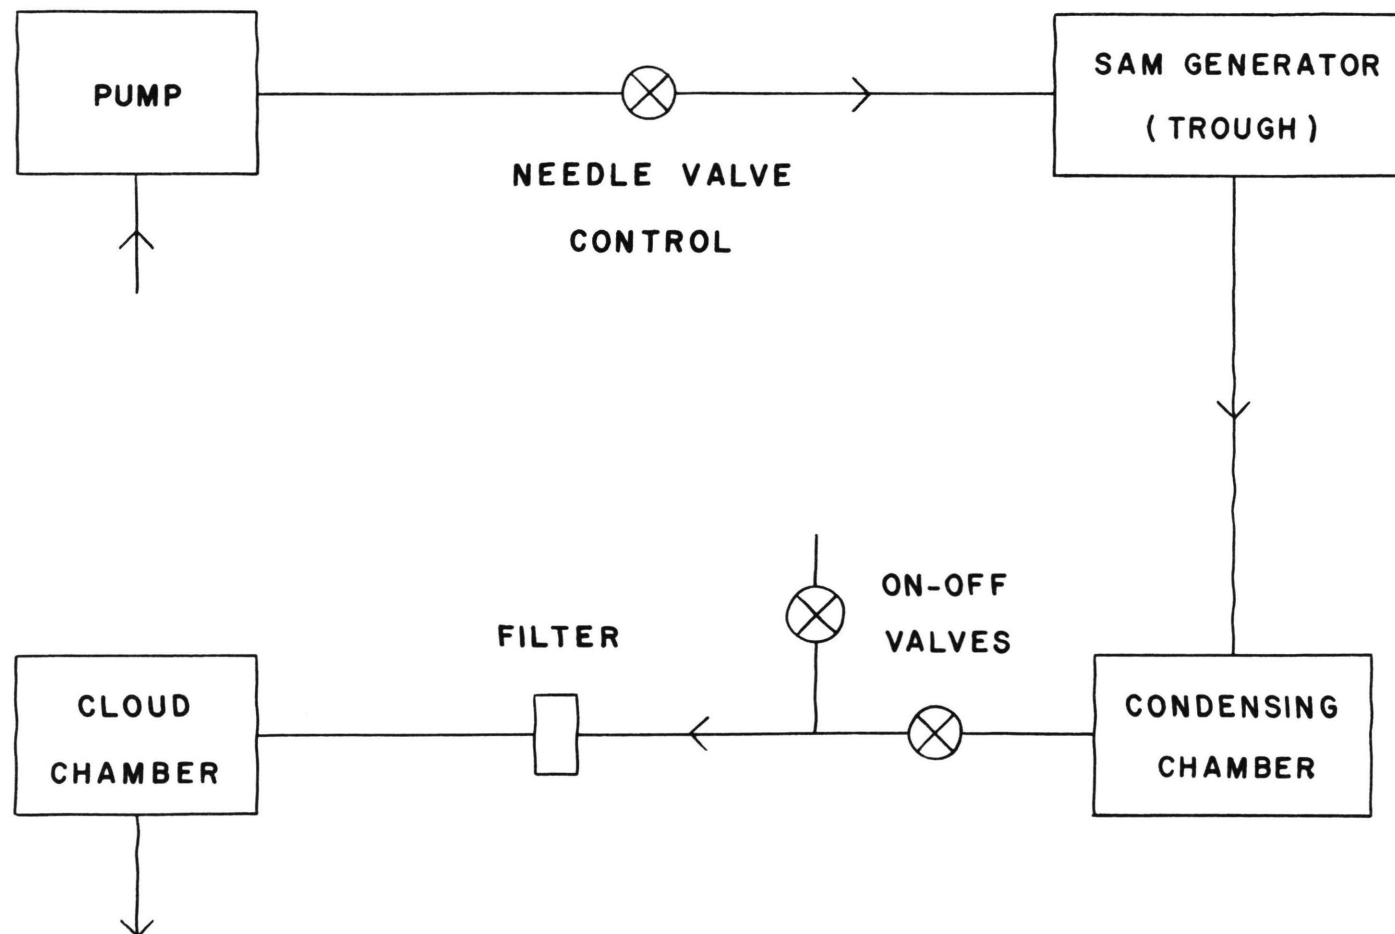 PUMP
SAM GENERATOR
(TROUGH)
NEEDLE VALVE
CONTROL
ON-OFF
VALVES
FILTER
CLOUD
CHAMBER
CONDENSING
CHAMBER